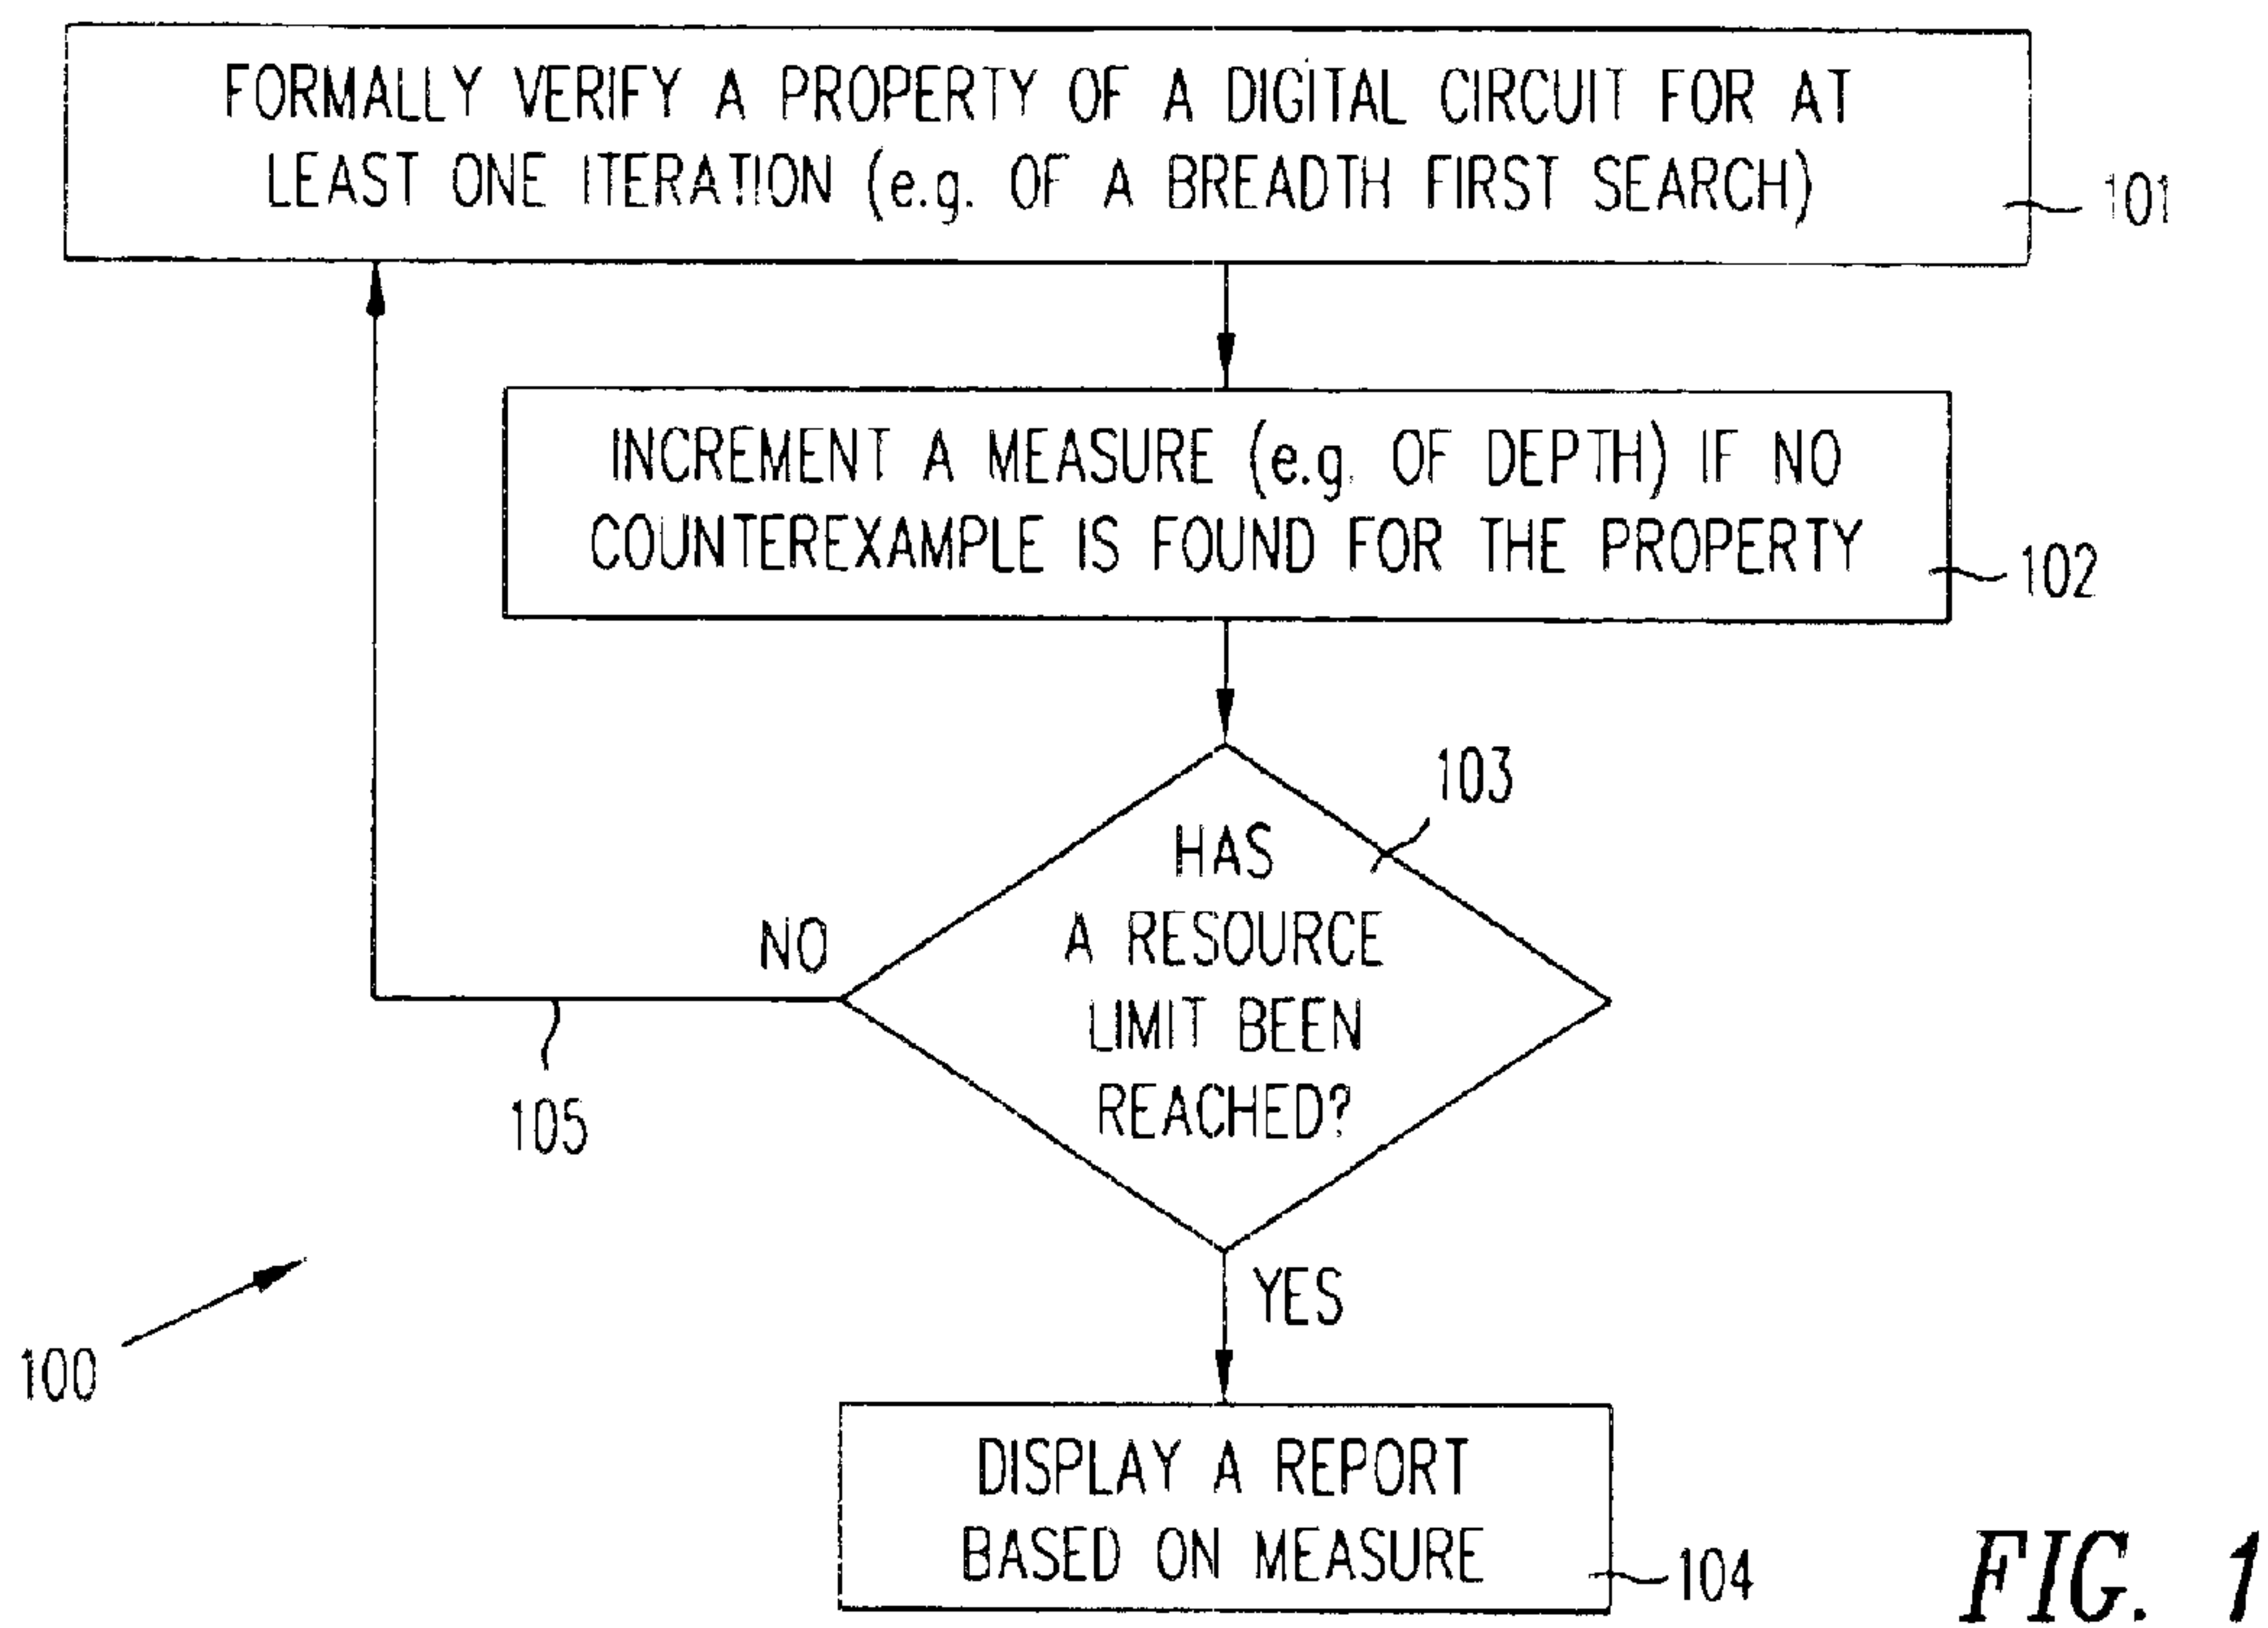 FORMALLY VERIFY A PROPERTY OF A DIGITAL CIRCUIT FOR AT
LEAST ONE ITERATION (e.g. OF A BREADTH FIRST SEARCH)
101
INCREMENT A MEASURE (e.g. OF DEPTH) IF NO
COUNTEREXAMPLE IS FOUND FOR THE PROPERTY
102
103
HAS
A RESOURCE
LIMIT BEEN
REACHED?
NO
105
YES
100
DISPLAY A REPORT
BASED ON MEASURE
104
FIG. 1